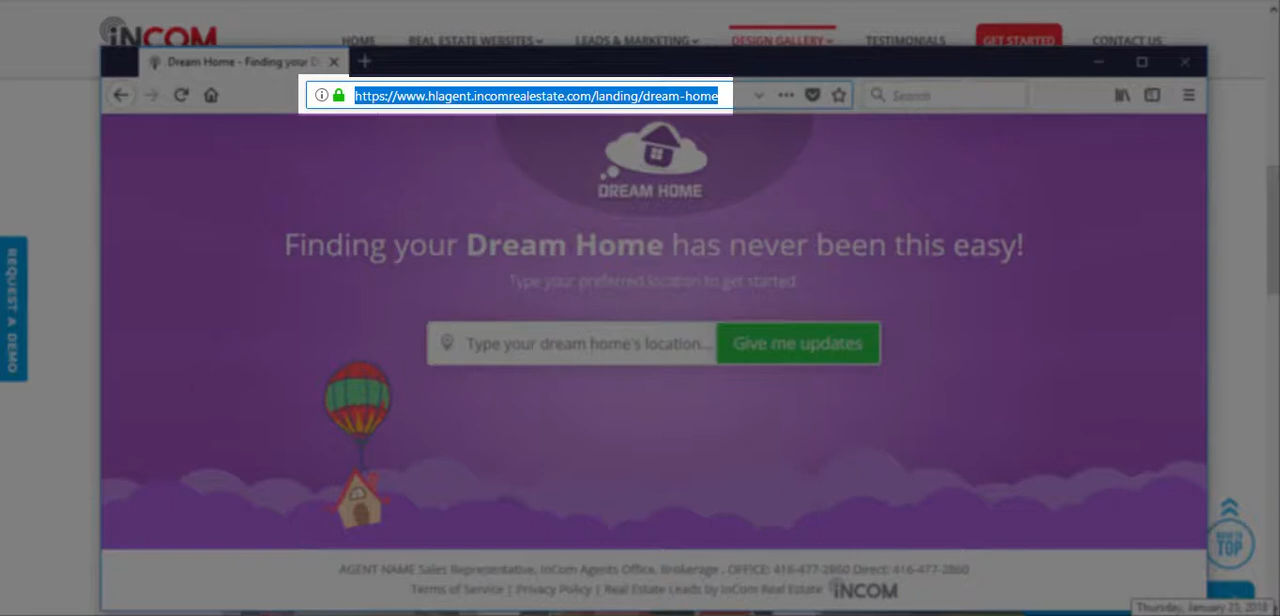 INCOM
HOME REAL ESTATE WEBSITES LEADS & MARKETING DESIGN GALLERY TESTIMONIALS GET STARTED CONTACT US
Dream Home - Finding your D
https://www.hlagent.incomrealestate.com/landing/dream-home
Search
DREAM HOME
Finding your Dream Home has never been this easy!
Type your preferred location to get started
Type your dream home's location...
Give me updates
REQUEST A DEMO
BACK TO
TOP
AGENT NAME Sales Representative, InCom Agents Office, Brokerage , OFFICE: 416-477-2860 Direct: 416-477-2860
Terms of Service | Privacy Policy | Real Estate Leads by InCom Real Estate INCOM
Thursday, January 25, 2018